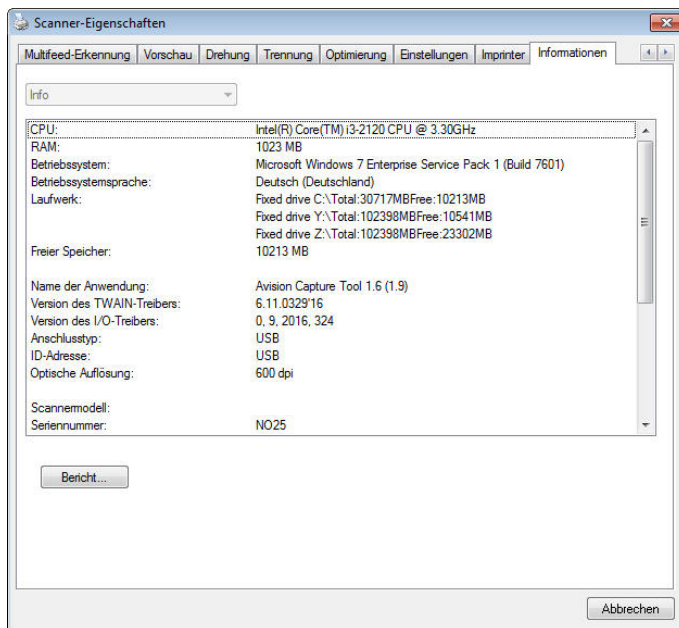 Scanner-Eigenschaften
Multifeed-Erkennung Vorschau Drehung Trennung Optimierung Einstellungen Imprinter Informationen
Info
CPU: Intel(R) Core(TM) i3-2120 CPU @ 3.30GHz
RAM: 1023 MB
Betriebssystem: Microsoft Windows 7 Enterprise Service Pack 1 (Build 7601)
Betriebssystemsprache: Deutsch (Deutschland)
Laufwerk: Fixed drive C:\Total:30717MBFree:10213MB
Fixed drive Y:\Total:102398MBFree:10541MB
Fixed drive Z:\Total:102398MBFree:23302MB
Freier Speicher: 10213 MB
Name der Anwendung: Avision Capture Tool 1.6 (1.9)
Version des TWAIN-Treibers: 6.11.0329'16
Version des I/O-Treibers: 0, 9, 2016, 324
Anschlusstyp: USB
ID-Adresse: USB
Optische Auflösung: 600 dpi
Scannermodell:
Seriennummer: NO25
Bericht...
Abbrechen